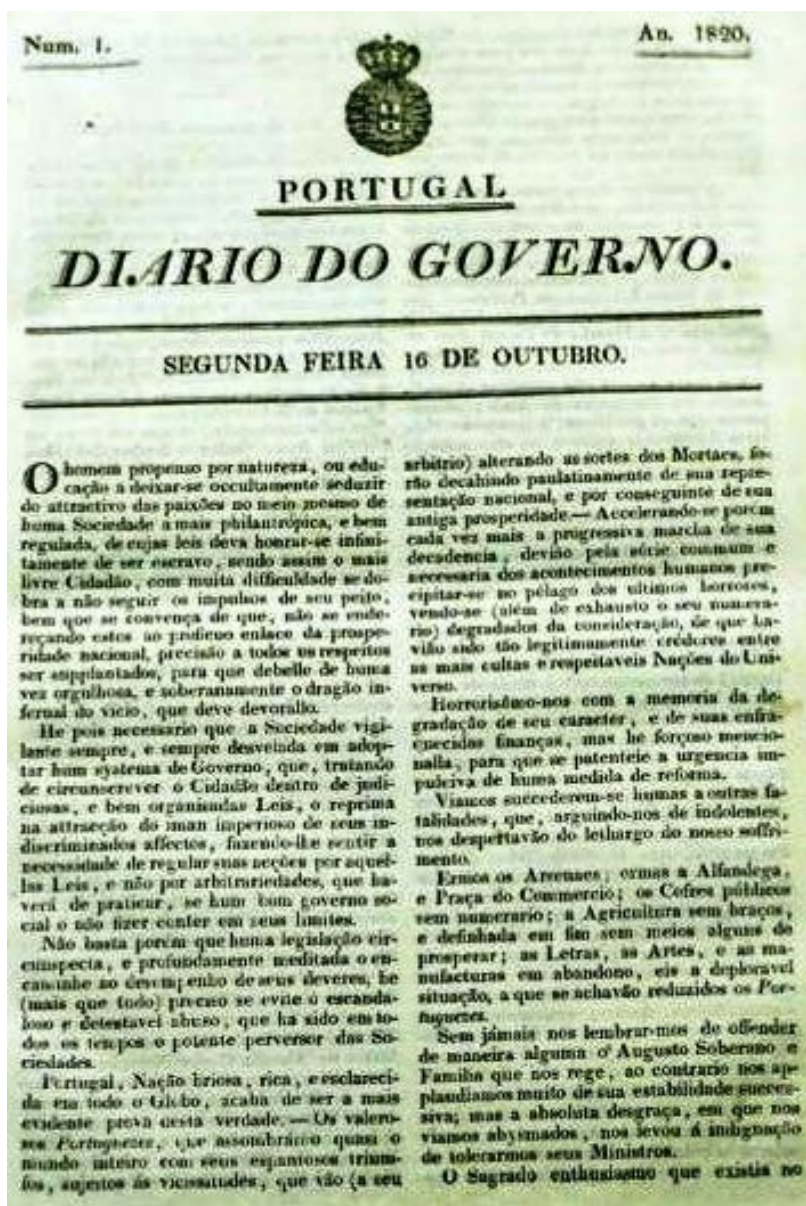 Num. 1.
An. 1820.
PORTUGAL
DIARIO DO GOVERNO.
SEGUNDA FEIRA 16 DE OUTUBRO.
O homem propenso por natureza, ou edu-
cação a deixar-se occultamente seduzir
do attractivo das paixões no meio mesmo de
huma Sociedade a mais philantrópica, e bem
regulada, de cujas leis deva honrar-se infini-
tamente de ser escravo, sendo assim o mais
livre Cidadão, com muita difficuldade se do-
bra a não seguir os impulsos de seu peito,
bem que se convença de que, não se ende-
reçando estes ao proficuo enlace da prospe-
ridade nacional, precisão a todos os respeitos
ser supplantados, para que debelle de huma
vez orgulhosa, e soberanamente o dragão in-
fernal do vicio, que deve devorallo.
He pois necessario que a Sociedade vigi-
lante sempre, e sempre desvelada em adop-
tar hum systema de Governo, que, tratando
de circunscrever o Cidadão dentro de judi-
ciosas, e bem organisadas Leis, o reprima
na attracção do iman imperioso de seus in-
discriminados affectos, fazendo-lhe sentir a
necessidade de regular suas acções por aquel-
las Leis, e não por arbitrariedades, que ha-
verá de praticar, se hum bom governo so-
cial o não fizer conter em seus limites.
Não basta porém que huma legislação cir-
cumspecta, e profundamente meditada o en-
caminhe ao desempenho de seus deveres, he
(mais que tudo) preciso se evite o escanda-
loso e detestavel abuso, que ha sido em to-
dos os tempos o potente perversor das So-
ciedades.
Portugal, Nação briosa, rica, e esclareci-
da em todo o Globo, acaba de ser a mais
evidente prova desta verdade. — Os valero-
sos Portuguezes, que assombrárão quasi o
mundo inteiro com seus espantosos trium-
fos, sujeitos ás vicissitudes, que vão (a seu
arbitrio) alterando as sortes dos Mortaes, fo-
rão decahindo paulatinamente de sua repre-
sentação nacional, e por conseguinte de sua
antiga prosperidade — Accelerando-se porem
cada vez mais a progressiva marcha de sua
decadencia, devião pela série commum e
necessaria dos acontecimentos humanos pre-
cipitar-se no pélago dos ultimos horrores,
vendo-se (além de exhausto o seu numera-
rio) degradados da consideração, de que ha-
vião sido tão legitimamente crédores entre
as mais cultas e respeitaveis Nações do Uni-
verso.
Horrorisâmo-nos com a memoria da de-
gradação de seu caracter, e de suas enfra-
quecidas finanças, mas he forçoso mencio-
nalla, para que se patenteie a urgencia im-
pulsiva de huma medida de reforma.
Viamos succederem-se humas a outras fa-
talidades, que, arguindo-nos de indolentes,
nos despertavão do lethargo do nosso soffri-
mento.
Ermos os Arsenaes; ermas a Alfandega,
e Praça do Commercio; os Cofres públicos
sem numerario; a Agricultura sem braços,
e definhada em fim sem meios alguns de
prosperar; as Letras, as Artes, e as ma-
nufacturas em abandono, eis a deploravel
situação, a que se achavão reduzidos os Por-
tuguezes.
Sem jámais nos lembrar-mos de offender
de maneira alguma o Augusto Soberano e
Familia que nos rege, ao contrario nos ap-
plaudiamos muito de sua estabilidade succes-
siva; mas a absoluta desgraça, em que nos
viamos abysmados, nos levou á indignação
de tolerarmos seus Ministros.
O Sagrado enthusiasmo que existia no